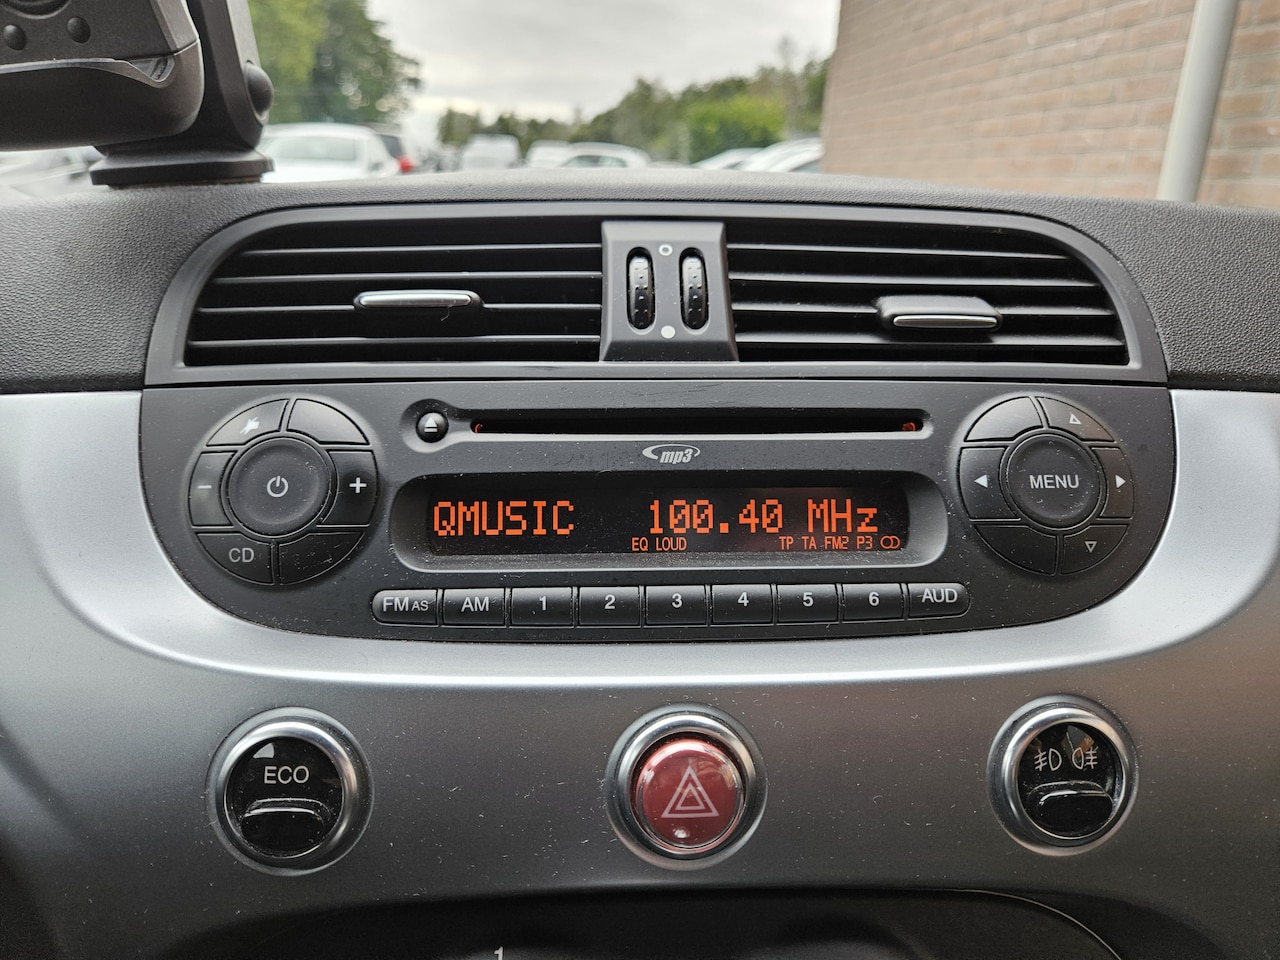 mp3
QMUSIC 100.40 MHz
EQ LOUD TP TA FM2 P3
CD
MENU
FM AS AM 1 2 3 4 5 6 AUD
ECO
1